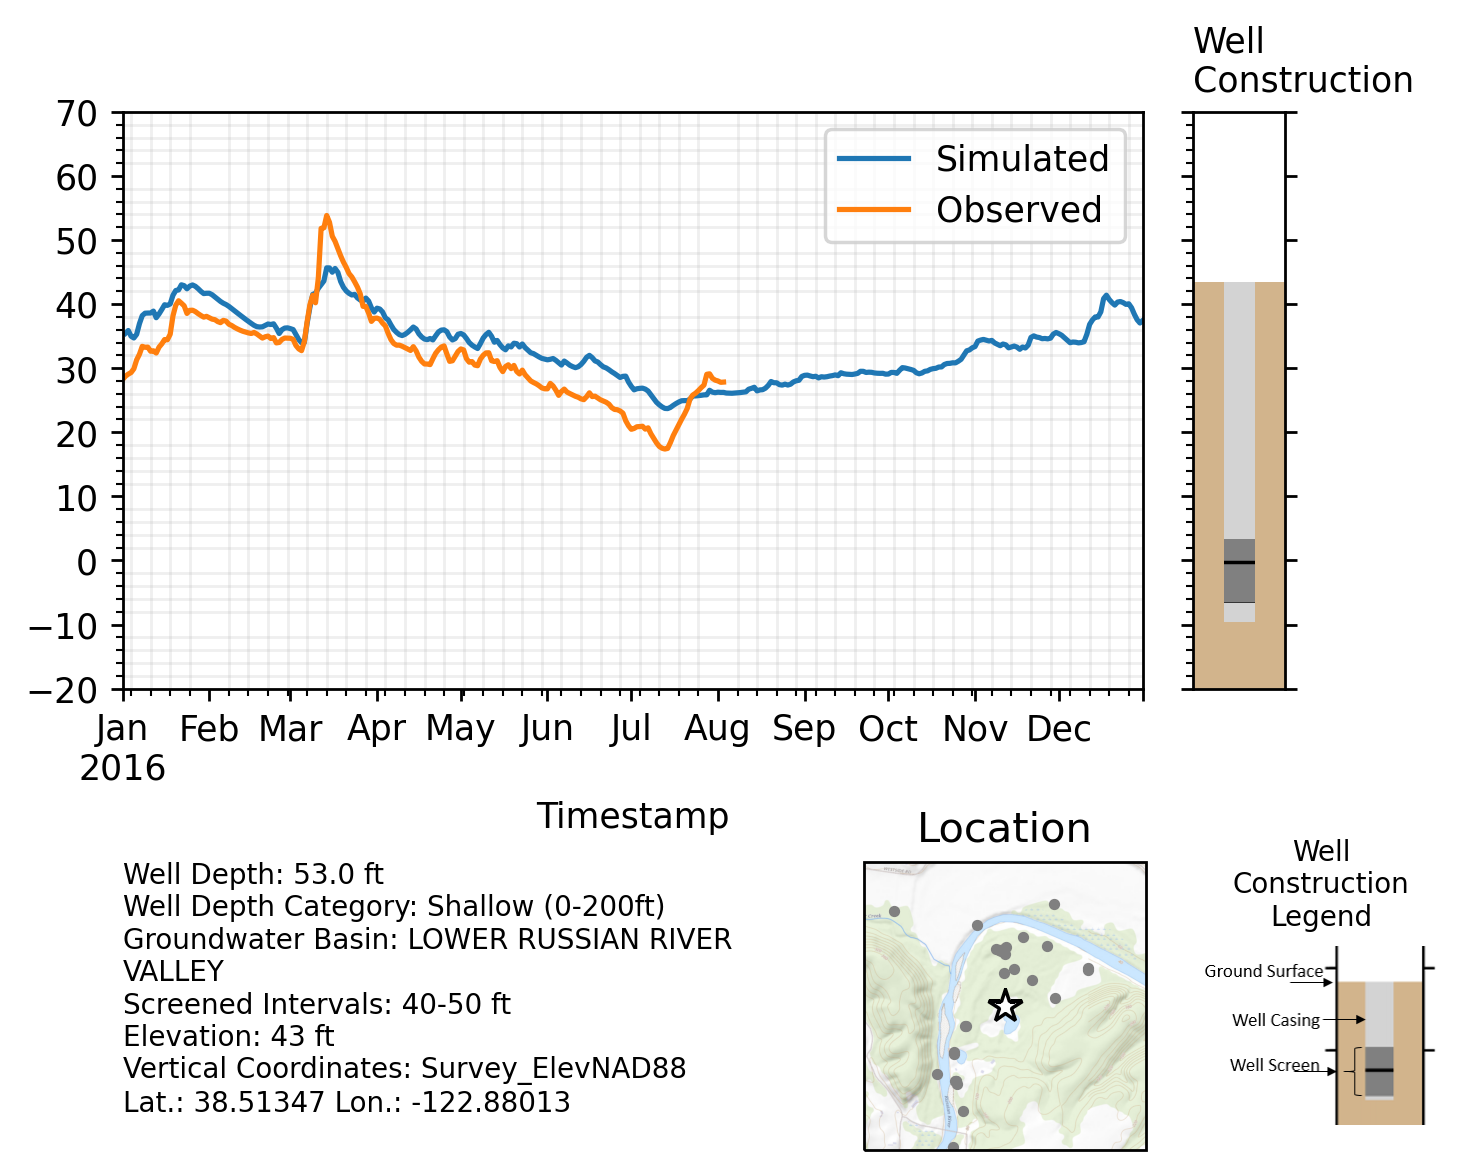 Well
Construction
70
60
50
40
30
20
10
0
−10
−20
Simulated
Observed
Jan Feb Mar Apr May Jun Jul Aug Sep Oct Nov Dec
2016
Timestamp
Well Depth: 53.0 ft
Well Depth Category: Shallow (0-200ft)
Groundwater Basin: LOWER RUSSIAN RIVER
VALLEY
Screened Intervals: 40-50 ft
Elevation: 43 ft
Vertical Coordinates: Survey_ElevNAD88
Lat.: 38.51347 Lon.: -122.88013
Location
Well
Construction
Legend
Ground Surface
Well Casing
Well Screen